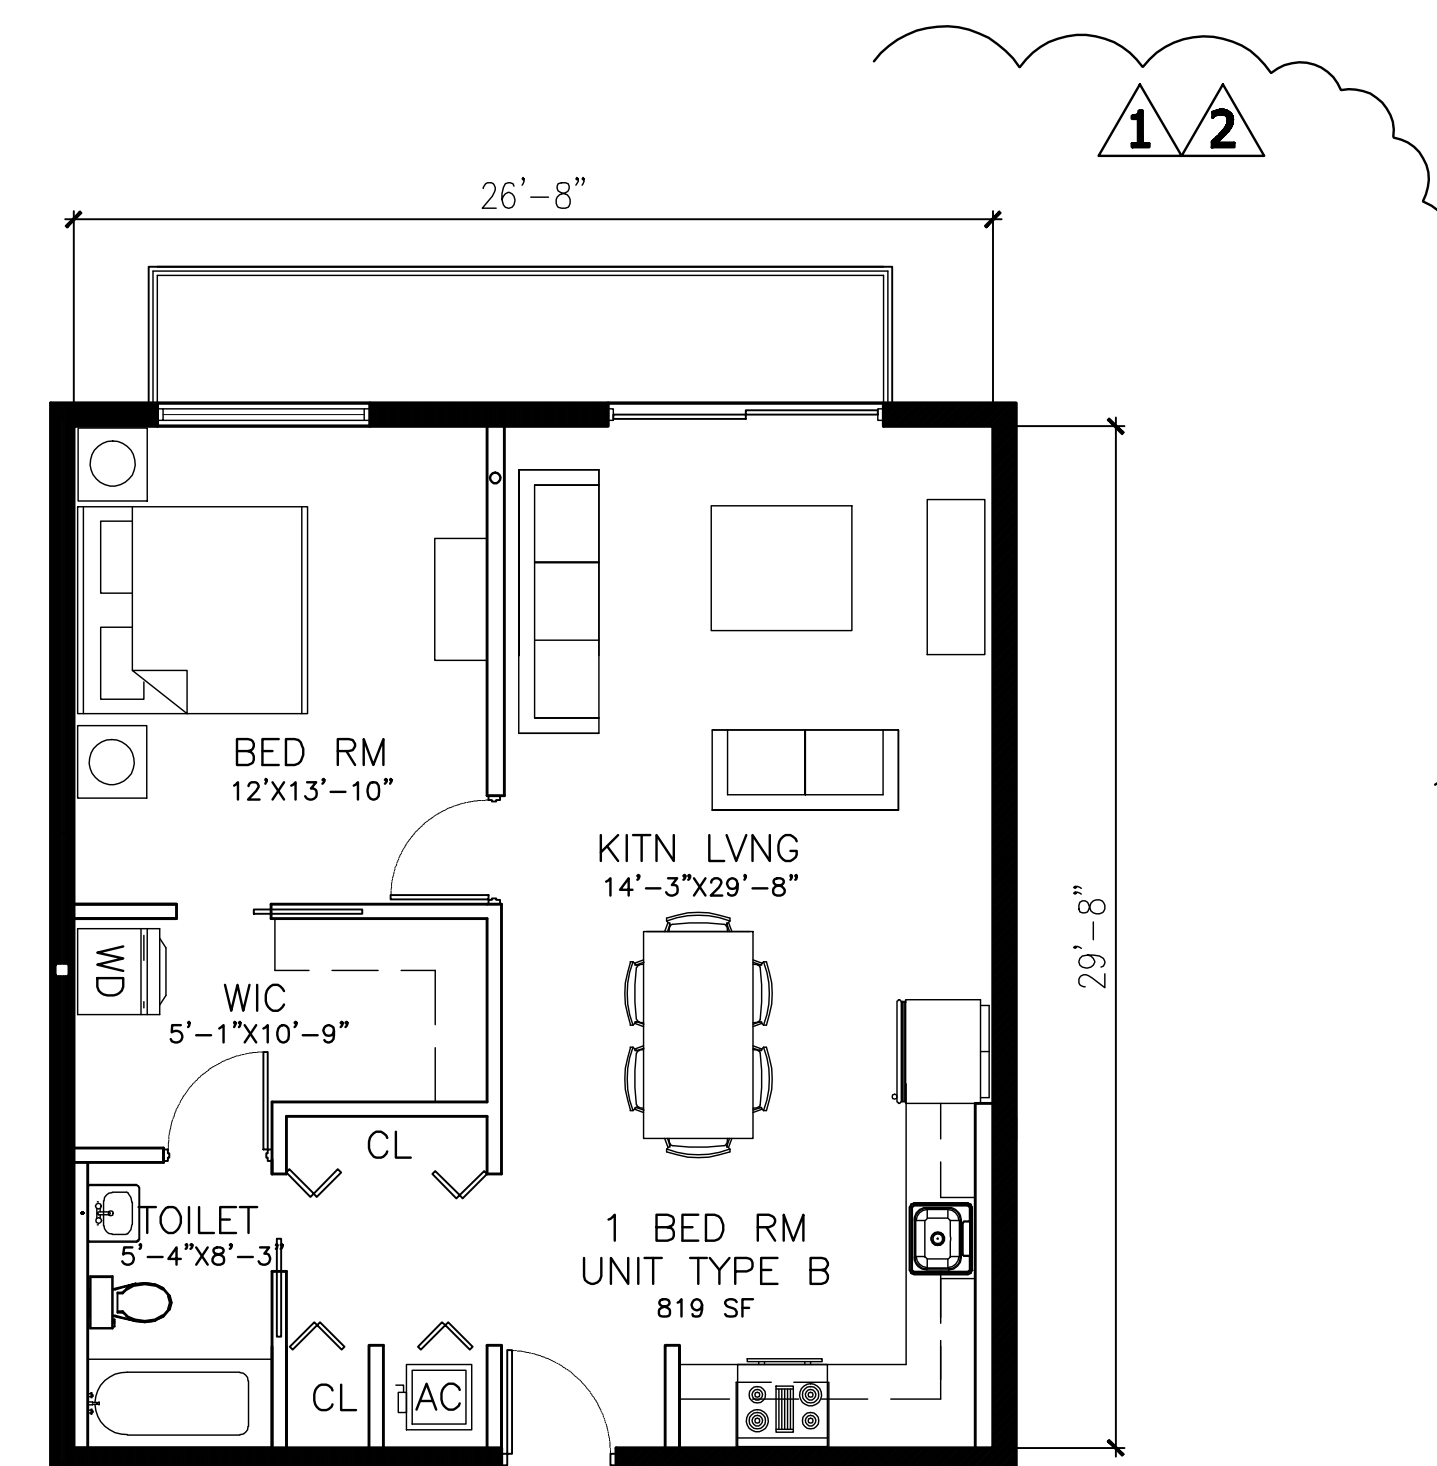 1 2
26'-8"
BED RM
12'X13'-10"
KITN LVNG
14'-3"X29'-8"
29'-8"
WD
WIC
5'-1"X10'-9"
CL
TOILET
5'-4"X8'-3"
1 BED RM
UNIT TYPE B
819 SF
CL
AC